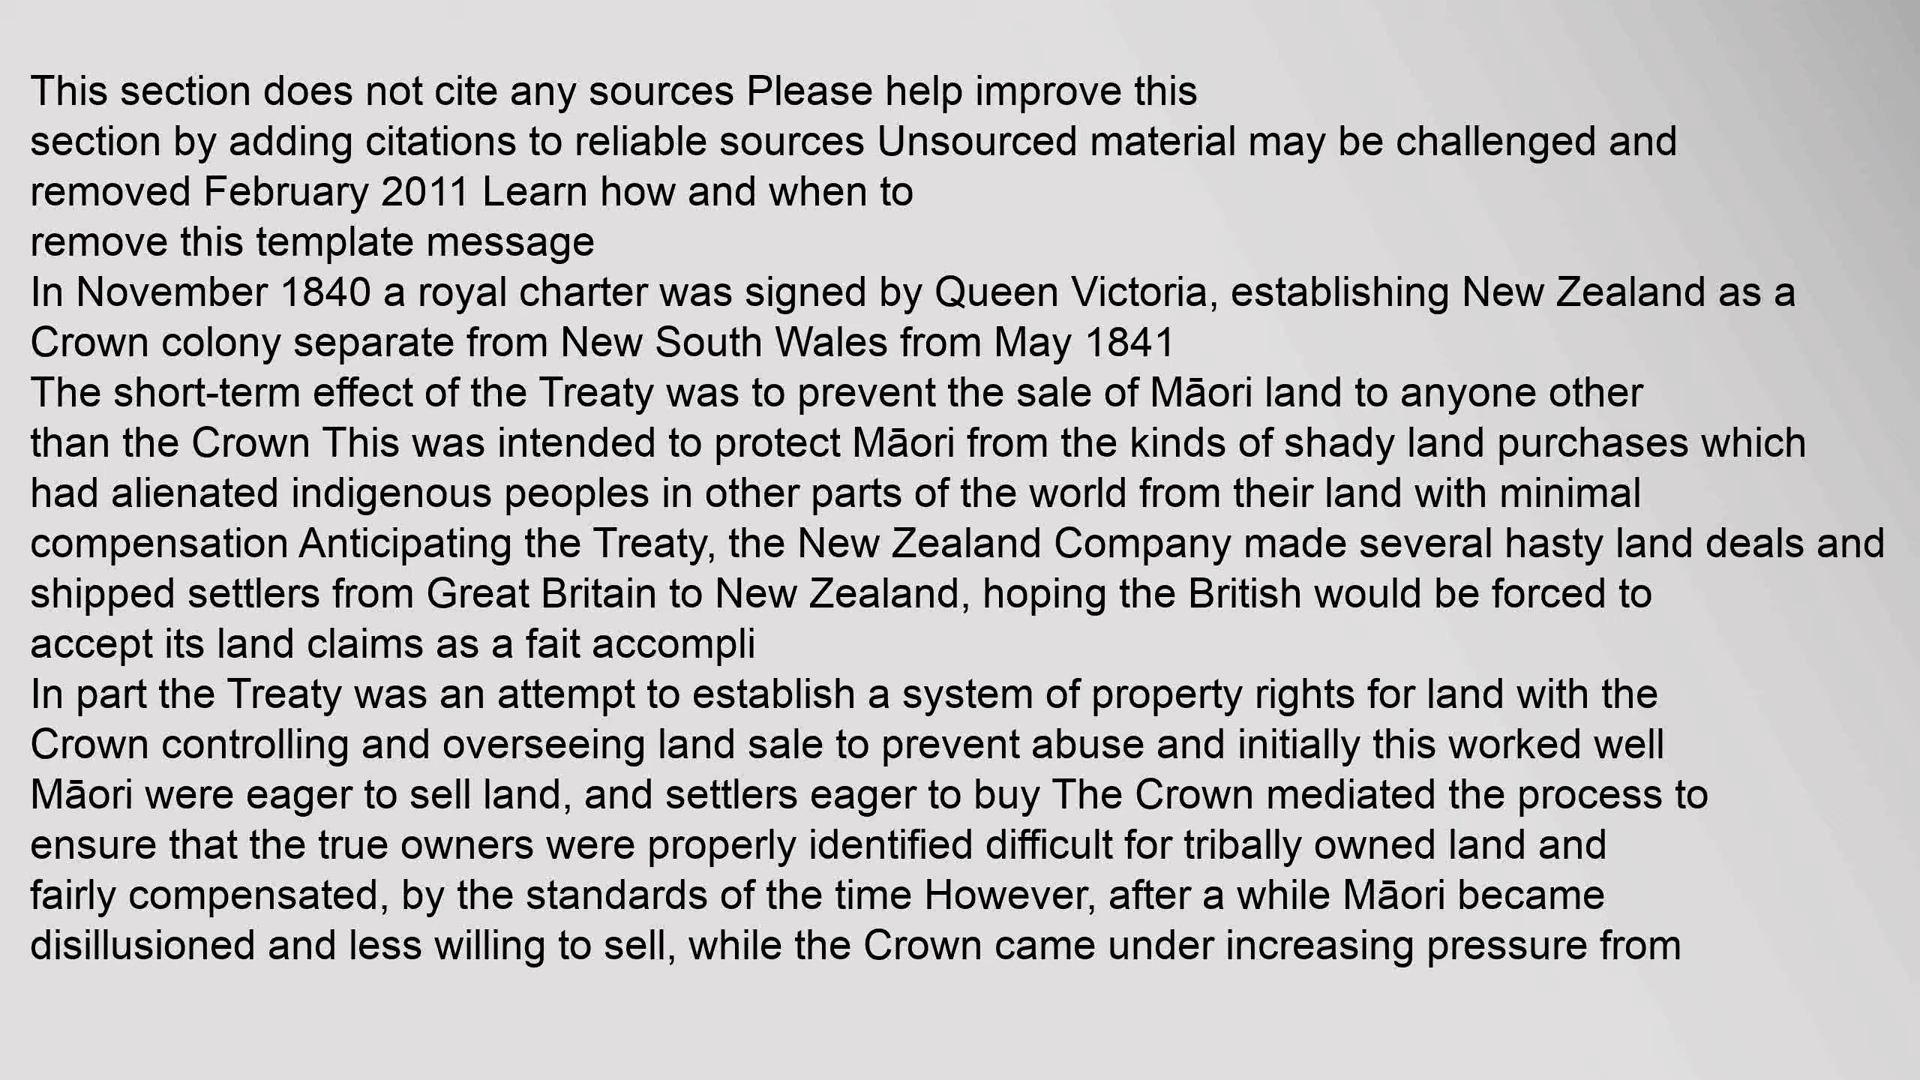 This section does not cite any sources Please help improve this
section by adding citations to reliable sources Unsourced material may be challenged and
removed February 2011 Learn how and when to
remove this template message
In November 1840 a royal charter was signed by Queen Victoria, establishing New Zealand as a
Crown colony separate from New South Wales from May 1841
The short-term effect of the Treaty was to prevent the sale of Māori land to anyone other
than the Crown This was intended to protect Māori from the kinds of shady land purchases which
had alienated indigenous peoples in other parts of the world from their land with minimal
compensation Anticipating the Treaty, the New Zealand Company made several hasty land deals and
shipped settlers from Great Britain to New Zealand, hoping the British would be forced to
accept its land claims as a fait accompli
In part the Treaty was an attempt to establish a system of property rights for land with the
Crown controlling and overseeing land sale to prevent abuse and initially this worked well
Māori were eager to sell land, and settlers eager to buy The Crown mediated the process to
ensure that the true owners were properly identified difficult for tribally owned land and
fairly compensated, by the standards of the time However, after a while Māori became
disillusioned and less willing to sell, while the Crown came under increasing pressure from